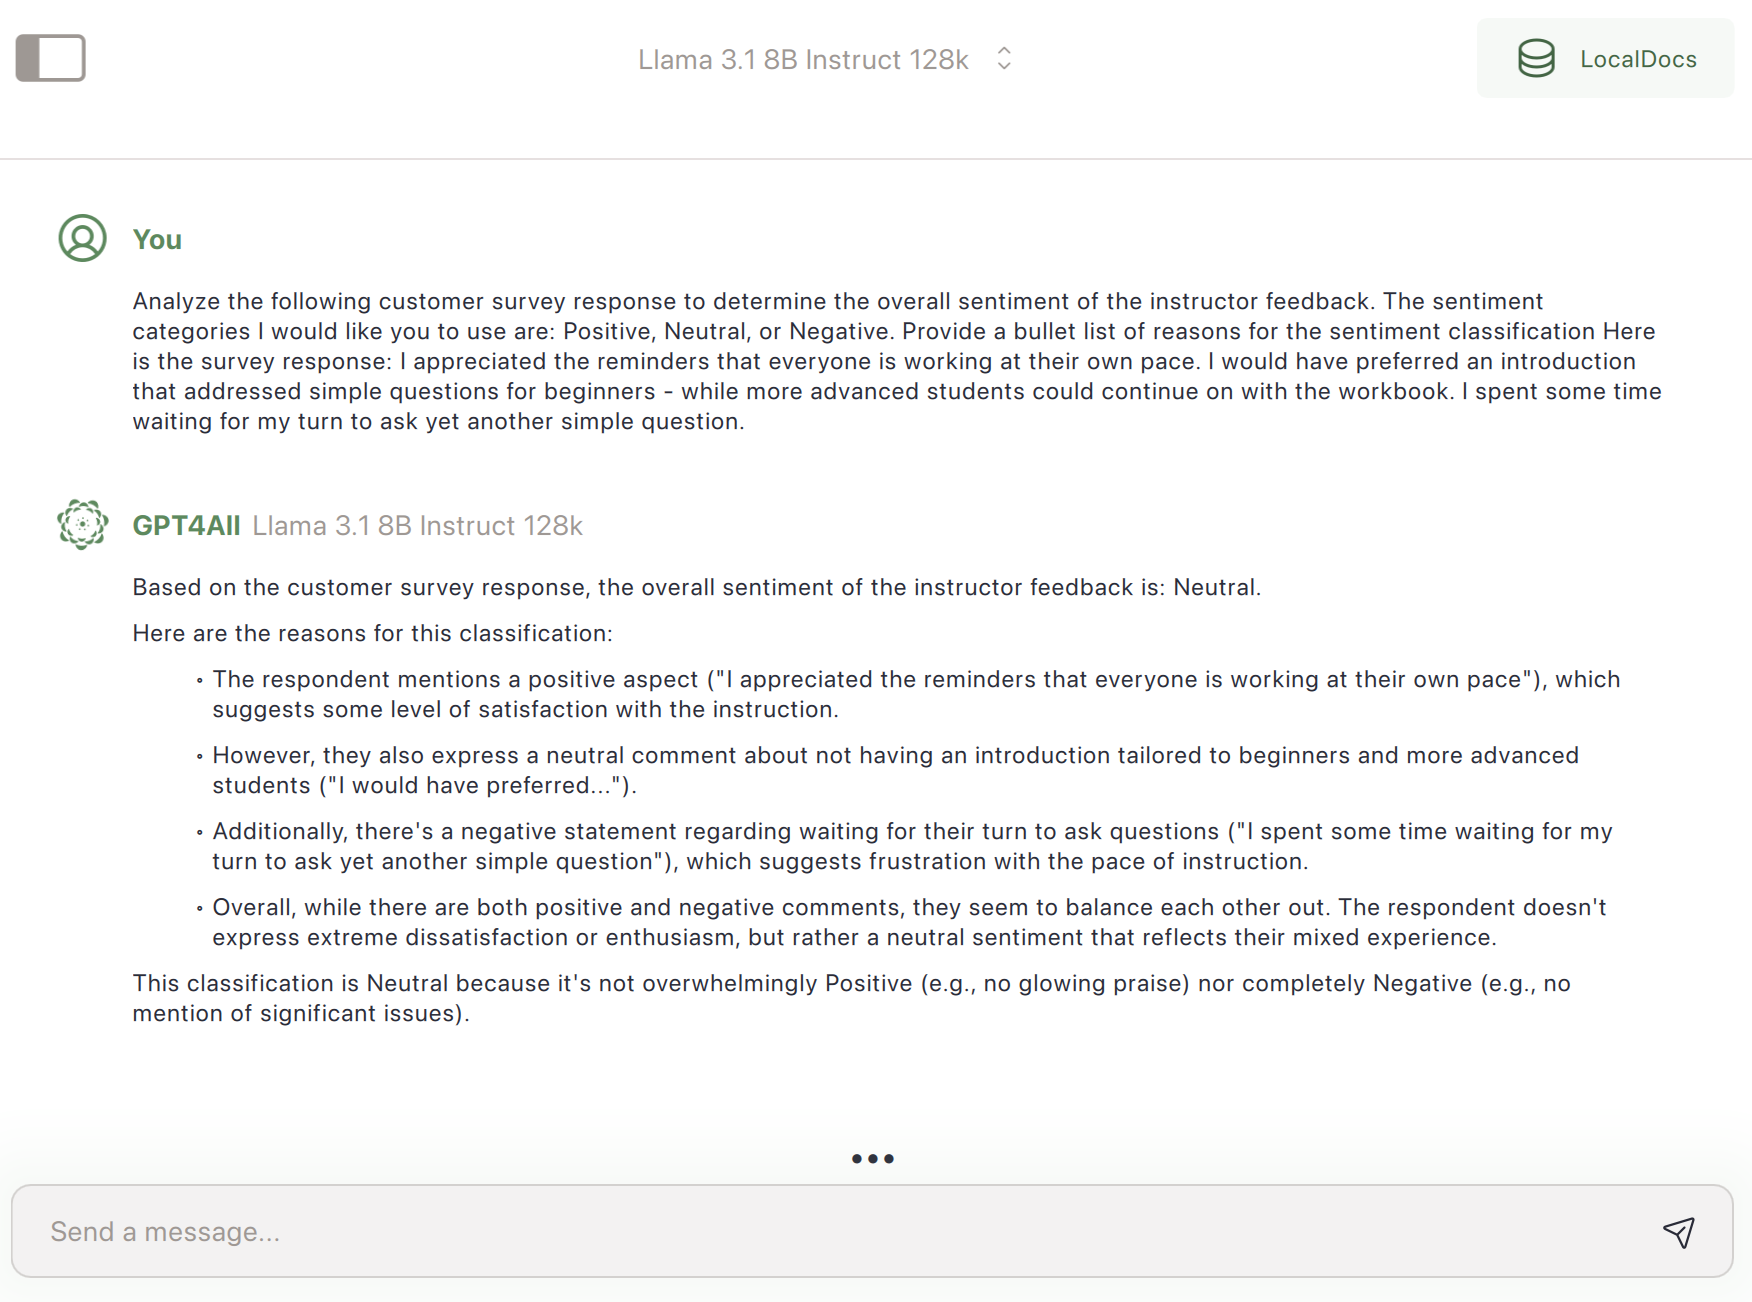 Llama 3.1 8B Instruct 128k
LocalDocs
You
Analyze the following customer survey response to determine the overall sentiment of the instructor feedback. The sentiment
categories I would like you to use are: Positive, Neutral, or Negative. Provide a bullet list of reasons for the sentiment classification Here
is the survey response: I appreciated the reminders that everyone is working at their own pace. I would have preferred an introduction
that addressed simple questions for beginners - while more advanced students could continue on with the workbook. I spent some time
waiting for my turn to ask yet another simple question.
GPT4All Llama 3.1 8B Instruct 128k
Based on the customer survey response, the overall sentiment of the instructor feedback is: Neutral.
Here are the reasons for this classification:
• The respondent mentions a positive aspect ("I appreciated the reminders that everyone is working at their own pace"), which
suggests some level of satisfaction with the instruction.
• However, they also express a neutral comment about not having an introduction tailored to beginners and more advanced
students ("I would have preferred...").
• Additionally, there's a negative statement regarding waiting for their turn to ask questions ("I spent some time waiting for my
turn to ask yet another simple question"), which suggests frustration with the pace of instruction.
• Overall, while there are both positive and negative comments, they seem to balance each other out. The respondent doesn't
express extreme dissatisfaction or enthusiasm, but rather a neutral sentiment that reflects their mixed experience.
This classification is Neutral because it's not overwhelmingly Positive (e.g., no glowing praise) nor completely Negative (e.g., no
mention of significant issues).
Send a message...